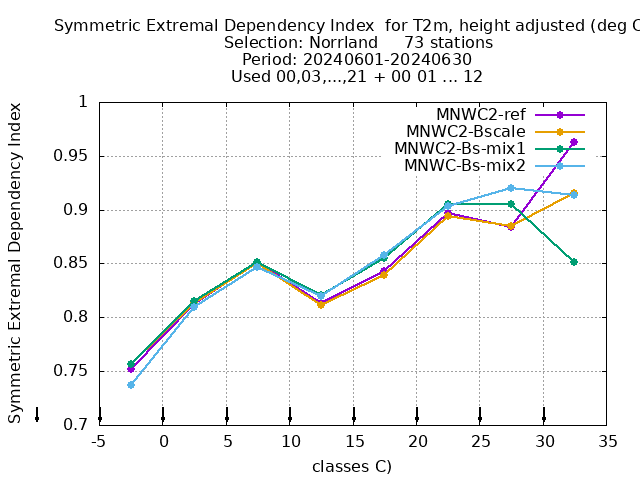 Symmetric Extremal Dependency Index  for T2m, height adjusted (deg C
Selection: Norrland     73 stations
Period: 20240601-20240630
Used 00,03,...,21 + 00 01 ... 12
Symmetric Extremal Dependency Index
1
0.95
0.9
0.85
0.8
0.75
0.7
MNWC2-ref
MNWC2-Bscale
MNWC2-Bs-mix1
MNWC-Bs-mix2
-5 0 5 10 15 20 25 30 35
classes C)